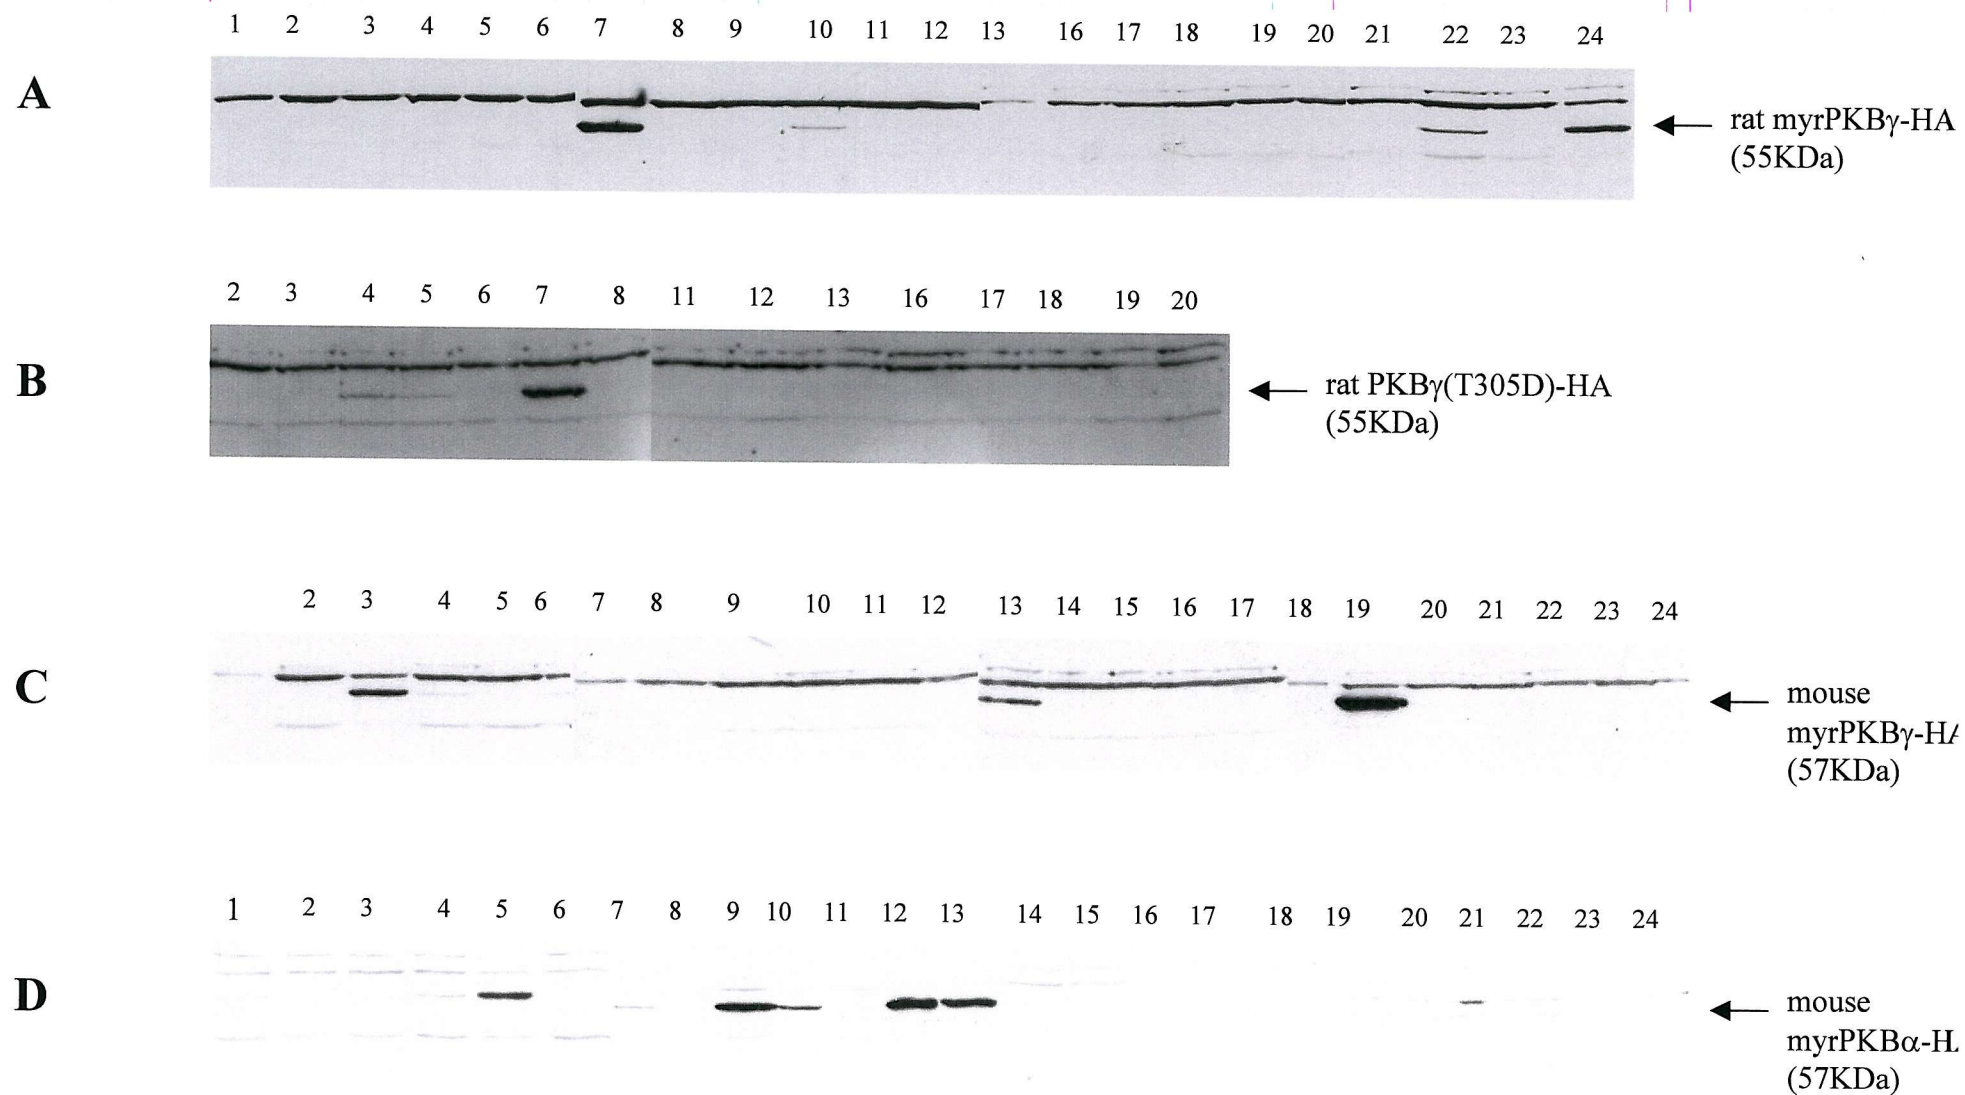 1 2 3 4 5 6 7 8 9 10 11 12 13 16 17 18 19 20 21 22 23 24
A
rat myrPKBγ-HA
(55KDa)
2 3 4 5 6 7 8 11 12 13 16 17 18 19 20
B
rat PKBγ(T305D)-HA
(55KDa)
2 3 4 5 6 7 8 9 10 11 12 13 14 15 16 17 18 19 20 21 22 23 24
C
mouse
myrPKBγ-H
(57KDa)
1 2 3 4 5 6 7 8 9 10 11 12 13 14 15 16 17 18 19 20 21 22 23 24
D
mouse
myrPKBα-H
(57KDa)